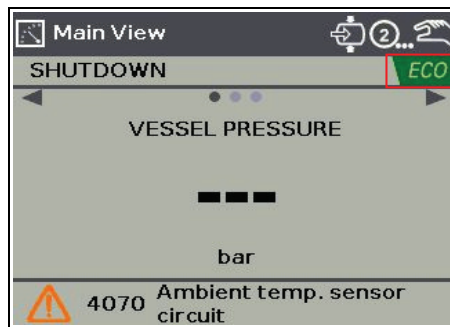 Main View
2...
SHUTDOWN ECO
VESSEL PRESSURE
---
bar
4070 Ambient temp. sensor
circuit